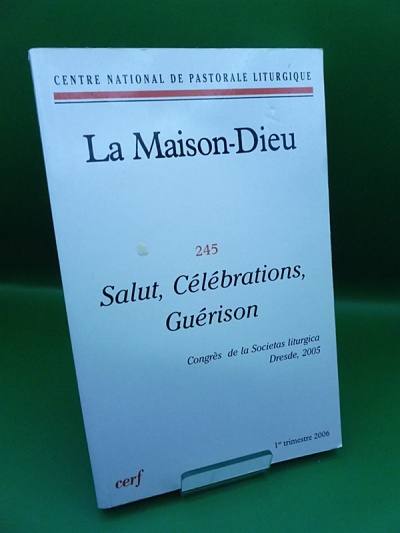 CENTRE NATIONAL DE PASTORALE LITURGIQUE
La Maison-Dieu
245
Salut, Célébrations,
Guérison
Congrès de la Societas liturgica
Dresde, 2005
1er trimestre 2006
cerf